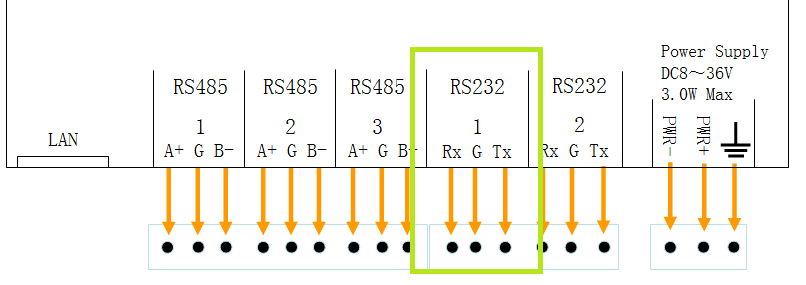 Power Supply
DC8～36V
3.0W Max
RS485 RS485 RS485 RS232 RS232
1 2 3 1 2
LAN
A+ G B- A+ G B- A+ G B- Rx G Tx Rx G Tx
PWR-
PWR+